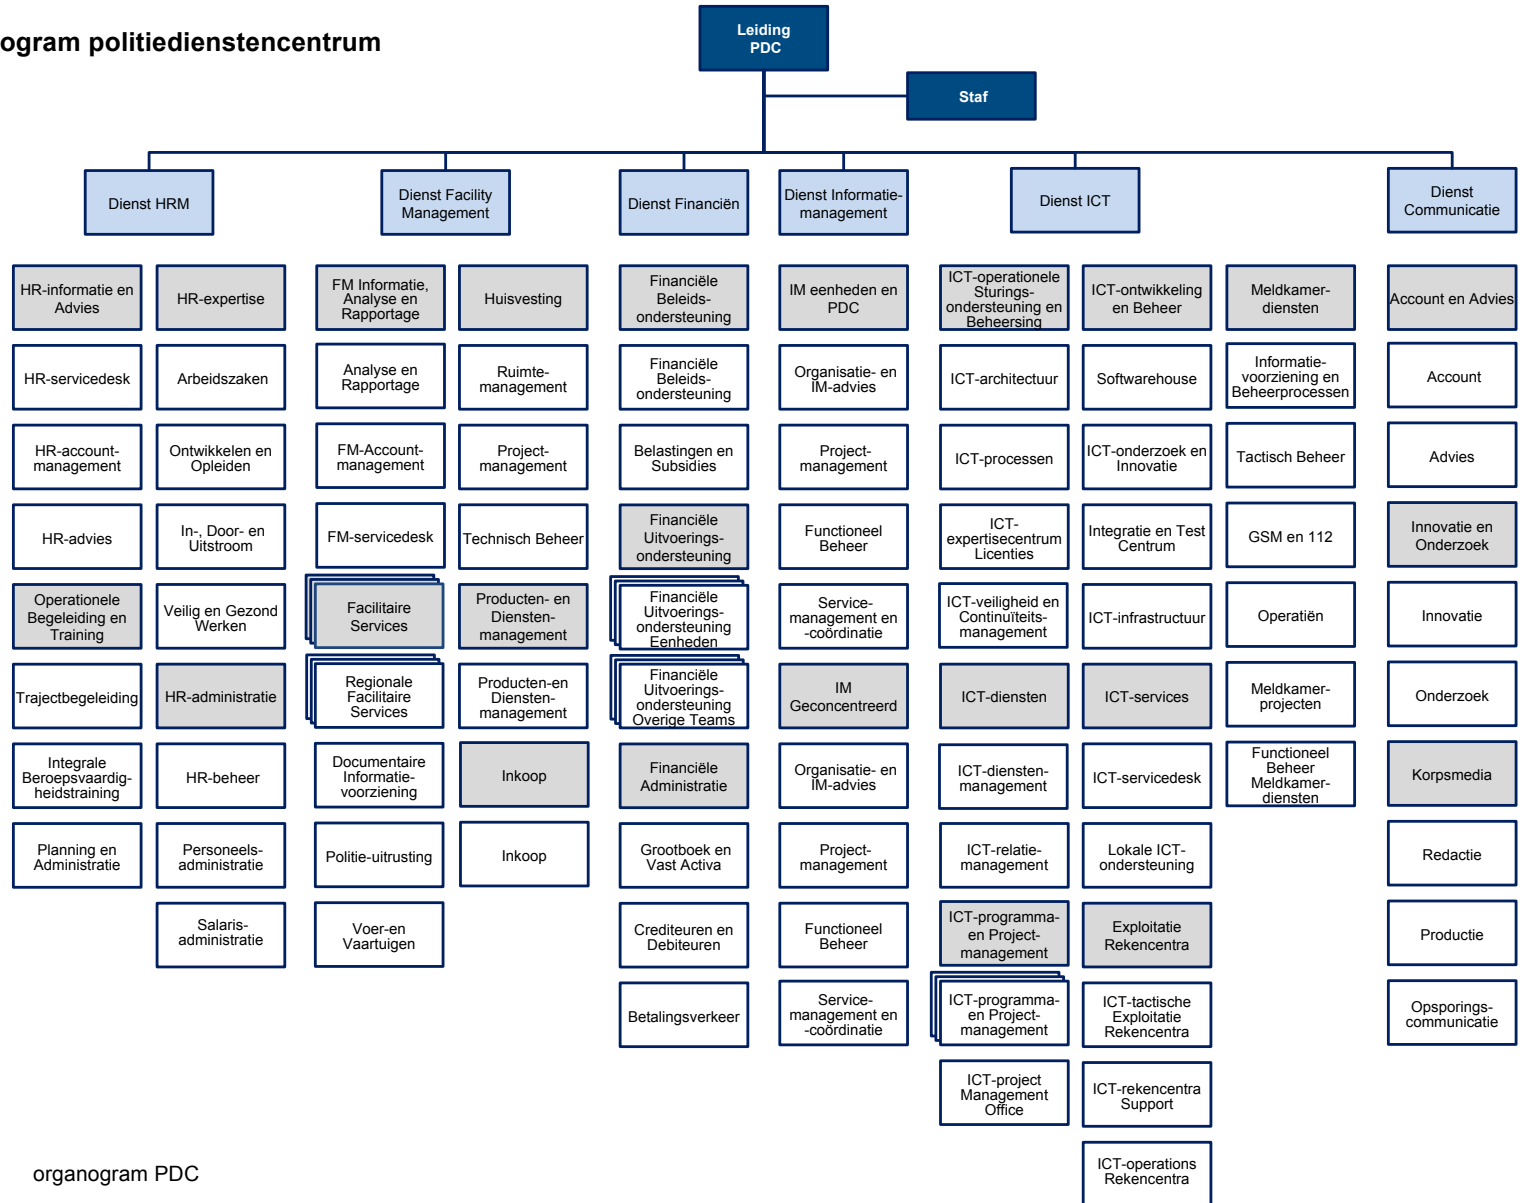 ogram politiedienstencentrum
Leiding
PDC
Staf
Dienst HRM
Dienst Facility
Management
Dienst Financiën
Dienst Informatie-
management
Dienst ICT
Dienst
Communicatie
HR-informatie en
Advies
HR-servicedesk
HR-account-
management
HR-advies
Operationele
Begeleiding en
Training
Trajectbegeleiding
Integrale
Beroepsvaardig-
heidstraining
Planning en
Administratie
HR-expertise
Arbeidszaken
Ontwikkelen en
Opleiden
In-, Door- en
Uitstroom
Veilig en Gezond
Werken
HR-administratie
HR-beheer
Personeels-
administratie
Salaris-
administratie
FM Informatie,
Analyse en
Rapportage
Analyse en
Rapportage
FM-Account-
management
FM-servicedesk
Facilitaire
Services
Regionale
Facilitaire
Services
Documentaire
Informatie-
voorziening
Politie-uitrusting
Voer-en
Vaartuigen
Huisvesting
Ruimte-
management
Project-
management
Technisch Beheer
Producten- en
Diensten-
management
Producten-en
Diensten-
management
Inkoop
Inkoop
Financiële
Beleids-
ondersteuning
Financiële
Beleids-
ondersteuning
Belastingen en
Subsidies
Financiële
Uitvoerings-
ondersteuning
Financiële
Uitvoerings-
ondersteuning
Eenheden
Financiële
Uitvoerings-
ondersteuning
Overige Teams
Financiële
Administratie
Grootboek en
Vast Activa
Crediteuren en
Debiteuren
Betalingsverkeer
IM eenheden en
PDC
Organisatie- en
IM-advies
Project-
management
Functioneel
Beheer
Service-
management en
-coördinatie
IM
Geconcentreerd
Organisatie- en
IM-advies
Project-
management
Functioneel
Beheer
Service-
management en
-coördinatie
ICT-operationele
Sturings-
ondersteuning en
Beheersing
ICT-architectuur
ICT-processen
ICT-
expertisecentrum
Licenties
ICT-veiligheid en
Continuïteits-
management
ICT-diensten
ICT-diensten-
management
ICT-relatie-
management
ICT-programma-
en Project-
management
ICT-programma-
en Project-
management
ICT-project
Management
Office
ICT-ontwikkeling
en Beheer
Softwarehouse
ICT-onderzoek en
Innovatie
Integratie en Test
Centrum
ICT-infrastructuur
ICT-services
ICT-servicedesk
Lokale ICT-
ondersteuning
Exploitatie
Rekencentra
ICT-tactische
Exploitatie
Rekencentra
ICT-rekencentra
Support
ICT-operations
Rekencentra
Meldkamer-
diensten
Informatie-
voorziening en
Beheerprocessen
Tactisch Beheer
GSM en 112
Operatiën
Meldkamer-
projecten
Functioneel
Beheer
Meldkamer-
diensten
Account en Advies
Account
Advies
Innovatie en
Onderzoek
Innovatie
Onderzoek
Korpsmedia
Redactie
Productie
Opsporings-
communicatie
organogram PDC